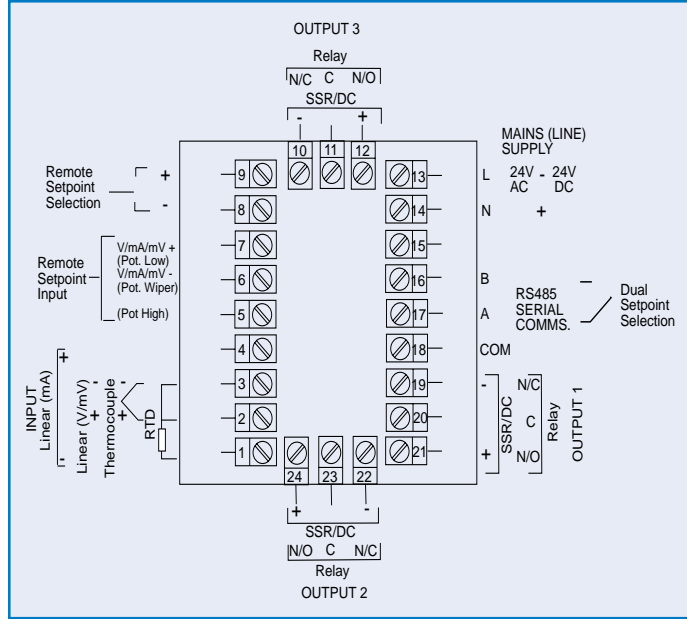 OUTPUT 3
Relay
N/C C N/O
SSR/DC
- +
10 11 12
MAINS (LINE)
SUPPLY
L 24V - 24V
AC DC
N +
Remote
Setpoint
Selection
+
-
9
8
7
6
5
4
3
2
1
13
14
15
16
17
18
19
20
21
Remote
Setpoint
Input
V/mA/mV +
(Pot. Low)
V/mA/mV -
(Pot. Wiper)
(Pot High)
B
A
COM
RS485
SERIAL
COMMS.
Dual
Setpoint
Selection
INPUT
Linear (mA)
+
-
Linear (V/mV)
- +
Thermocouple
- +
RTD
-
+
SSR/DC
N/C
C
N/O
Relay
OUTPUT 1
24 23 22
+ -
SSR/DC
N/O C N/C
Relay
OUTPUT 2